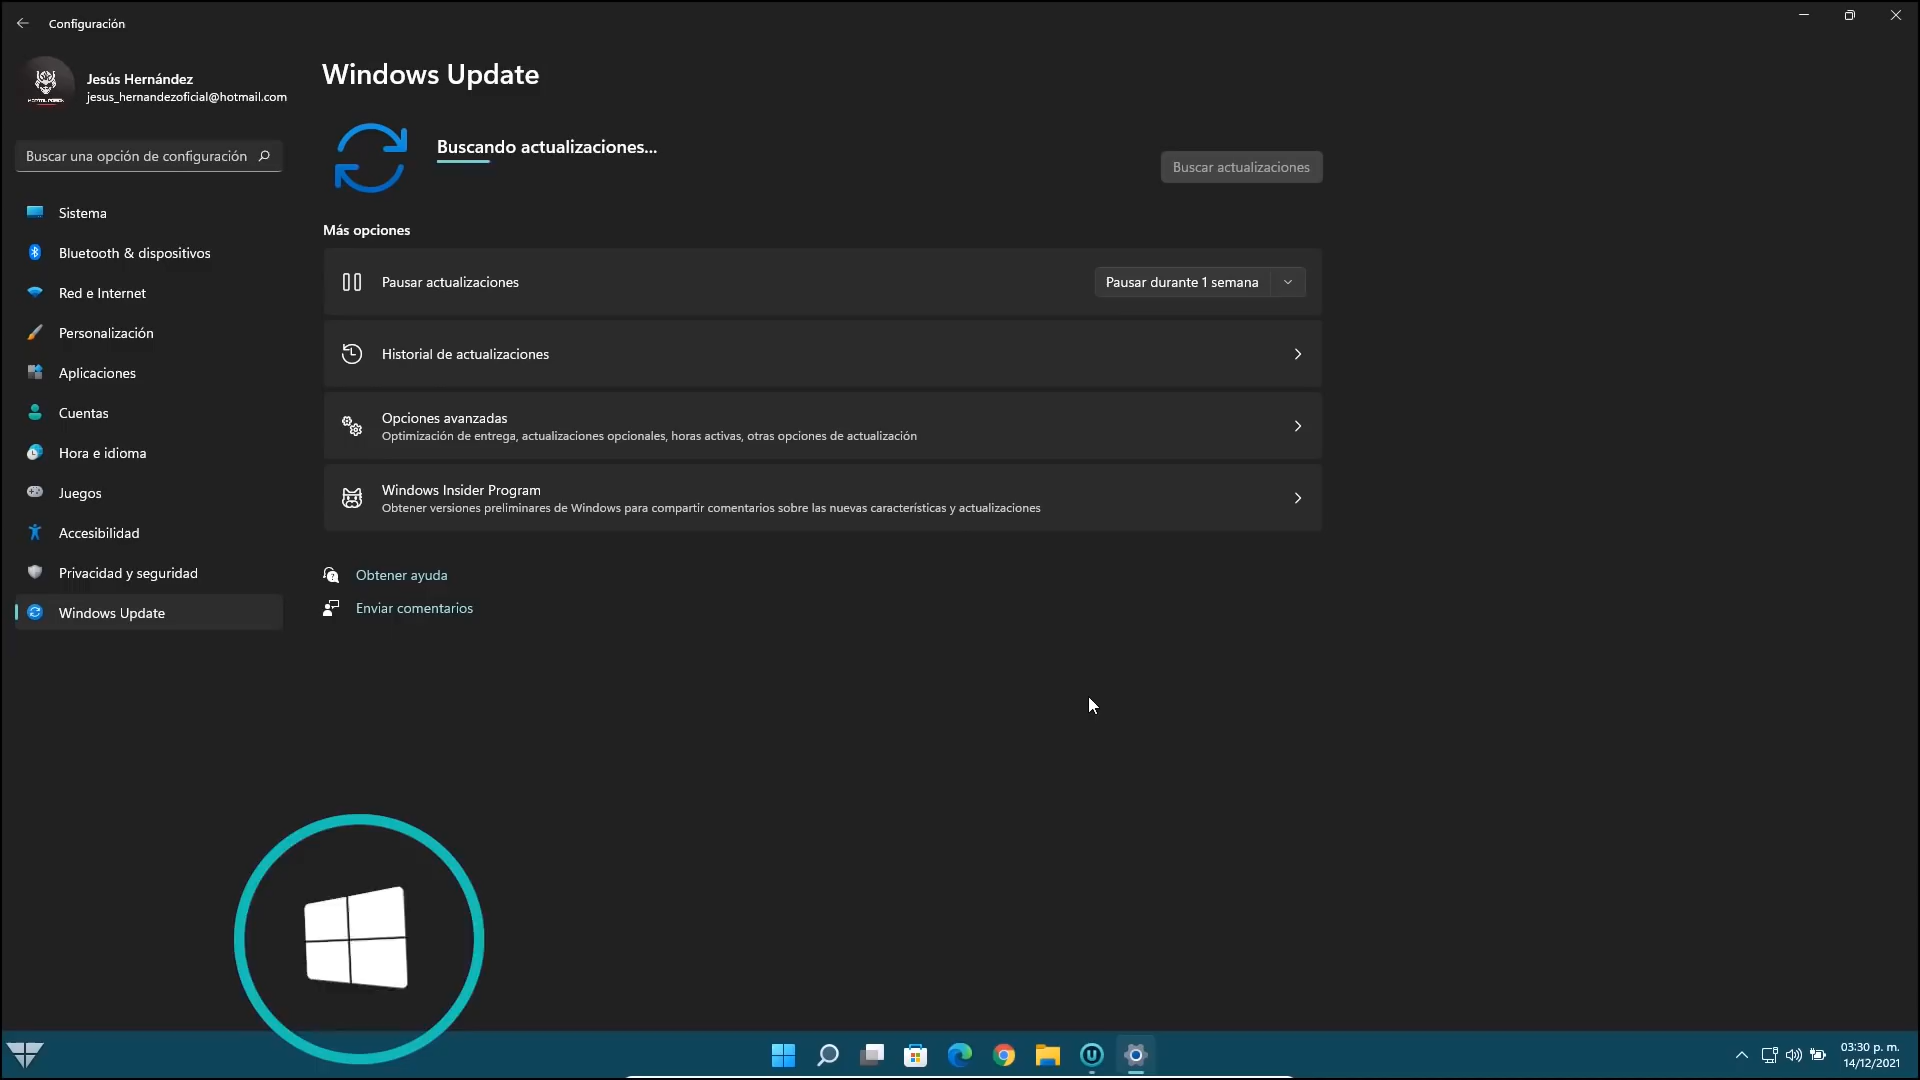 Configuración
Jesús Hernández
jesus_hernandezoficial@hotmail.com
Buscar una opción de configuración
Sistema
Bluetooth & dispositivos
Red e Internet
Personalización
Aplicaciones
Cuentas
Hora e idioma
Juegos
Accesibilidad
Privacidad y seguridad
Windows Update
Windows Update
Buscando actualizaciones...
Buscar actualizaciones
Más opciones
Pausar actualizaciones
Pausar durante 1 semana
Historial de actualizaciones
Opciones avanzadas
Optimización de entrega, actualizaciones opcionales, horas activas, otras opciones de actualización
Windows Insider Program
Obtener versiones preliminares de Windows para compartir comentarios sobre las nuevas características y actualizaciones
Obtener ayuda
Enviar comentarios
03:30 p. m.
14/12/2021